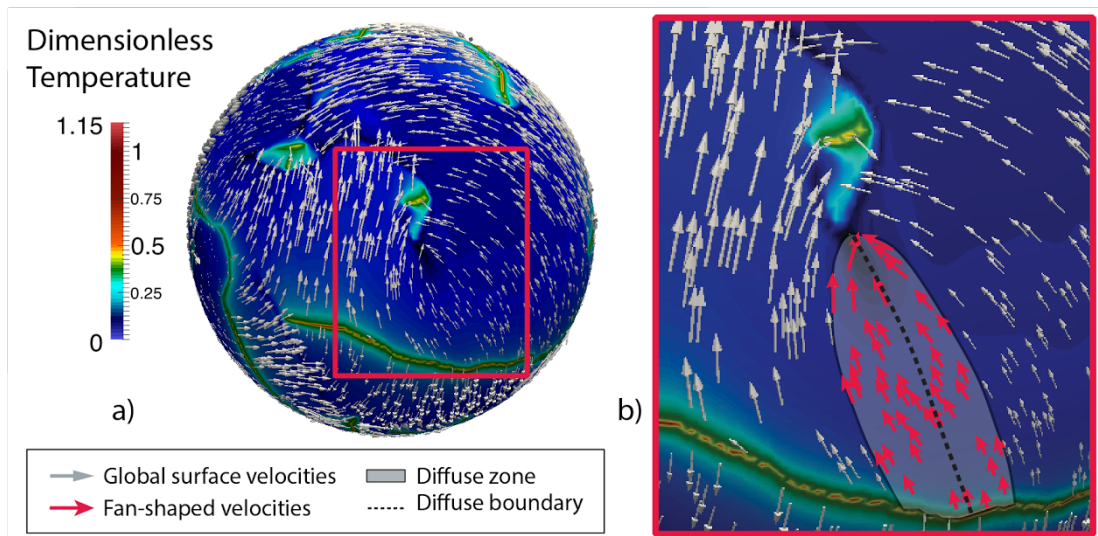 Dimensionless
Temperature
1.15
1
0.75
0.5
0.25
0
a)
b)
Global surface velocities
Fan-shaped velocities
Diffuse zone
Diffuse boundary